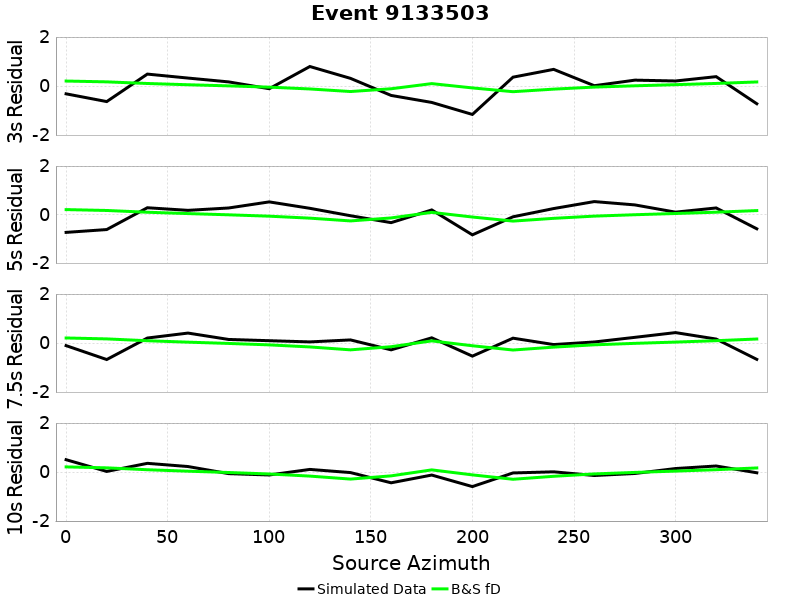 Event 9133503
3s Residual
2
0
-2
5s Residual
2
0
-2
7.5s Residual
2
0
-2
10s Residual
2
0
-2
0 50 100 150 200 250 300
Source Azimuth
Simulated Data B&S fD